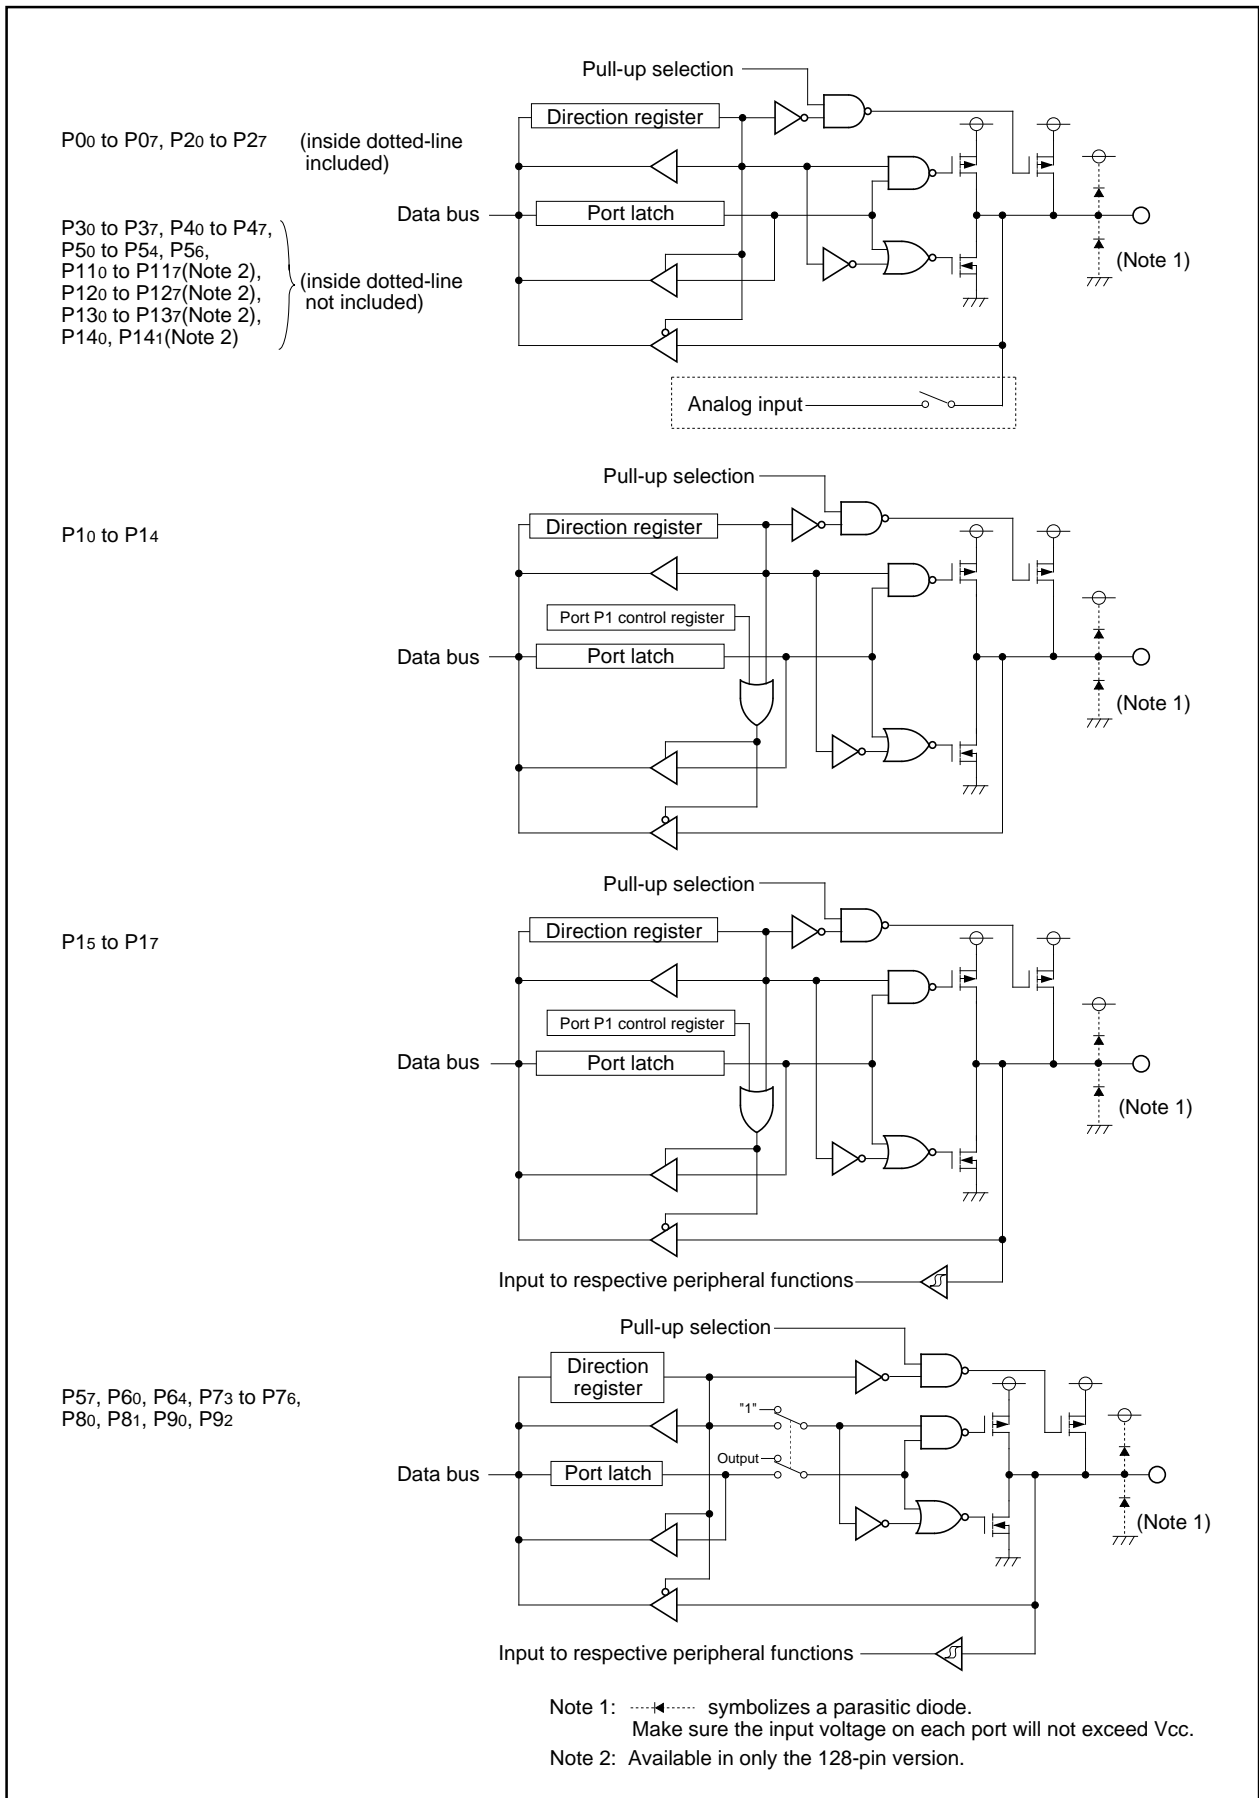 Pull-up selection
Direction register
P00 to P07, P20 to P27 (inside dotted-line
included)
Data bus
Port latch
P30 to P37, P40 to P47,
P50 to P54, P56,
P110 to P117(Note 2),
P120 to P127(Note 2),
P130 to P137(Note 2),
P140, P141(Note 2)
(inside dotted-line
not included)
(Note 1)
Analog input
Pull-up selection
P10 to P14
Direction register
Port P1 control register
Data bus
Port latch
(Note 1)
Pull-up selection
P15 to P17
Direction register
Port P1 control register
Data bus
Port latch
(Note 1)
Input to respective peripheral functions
Pull-up selection
Direction
register
P57, P60, P64, P73 to P76,
P80, P81, P90, P92
"1"
Output
Data bus
Port latch
(Note 1)
Input to respective peripheral functions
Note 1: symbolizes a parasitic diode.
Make sure the input voltage on each port will not exceed Vcc.
Note 2: Available in only the 128-pin version.